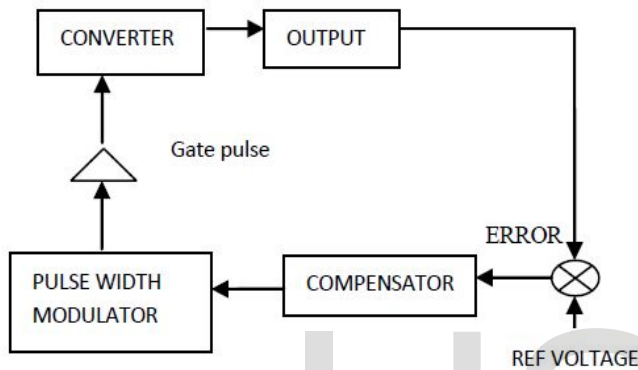 CONVERTER
OUTPUT
Gate pulse
ERROR
PULSE WIDTH
MODULATOR
COMPENSATOR
REF VOLTAGE